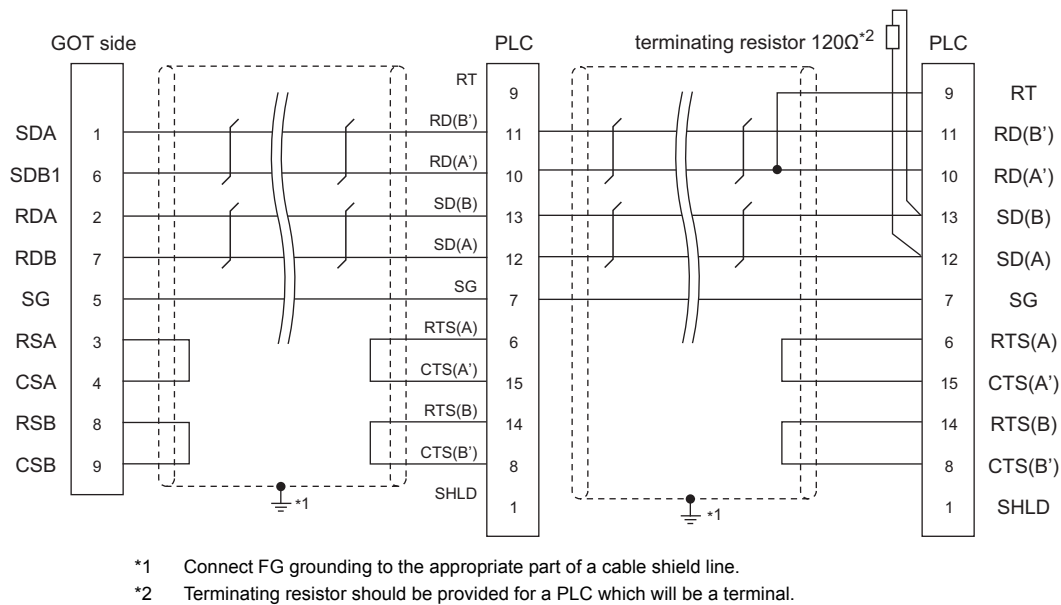 GOT side PLC terminating resistor 120Ω*2 PLC
RT 9 9 RT
SDA 1 RD(B') 11 11 RD(B')
SDB1 6 RD(A') 10 10 RD(A')
RDA 2 SD(B) 13 13 SD(B)
RDB 7 SD(A) 12 12 SD(A)
SG 5 SG 7 7 SG
RSA 3 RTS(A) 6 6 RTS(A)
CSA 4 CTS(A') 15 15 CTS(A')
RSB 8 RTS(B) 14 14 RTS(B)
CSB 9 CTS(B') 8 8 CTS(B')
*1 SHLD 1 *1 1 SHLD
*1 Connect FG grounding to the appropriate part of a cable shield line.
*2 Terminating resistor should be provided for a PLC which will be a terminal.